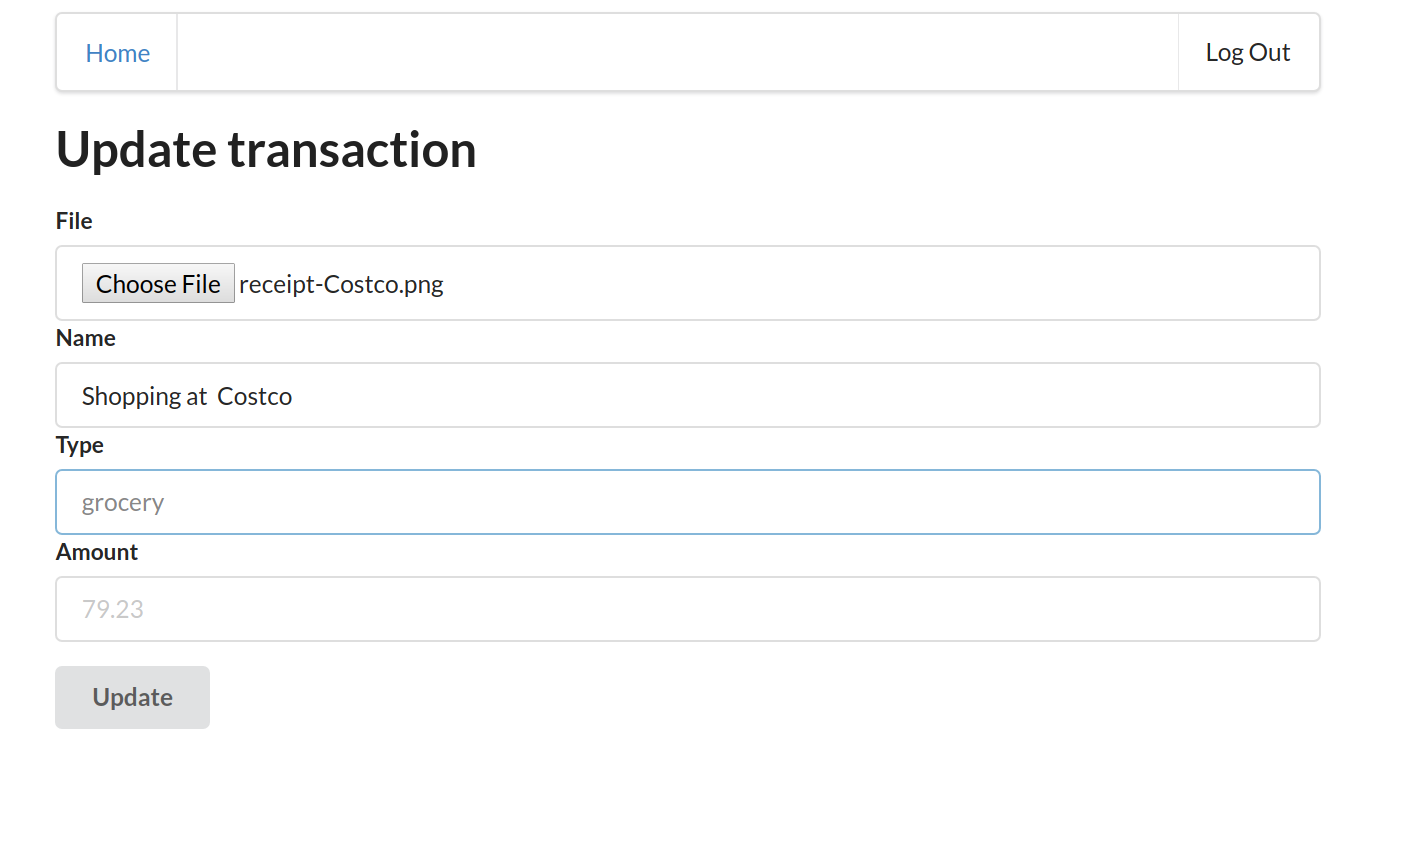 Home
Log Out
Update transaction
File
Choose File receipt-Costco.png
Name
Shopping at  Costco
Type
grocery
Amount
79.23
Update